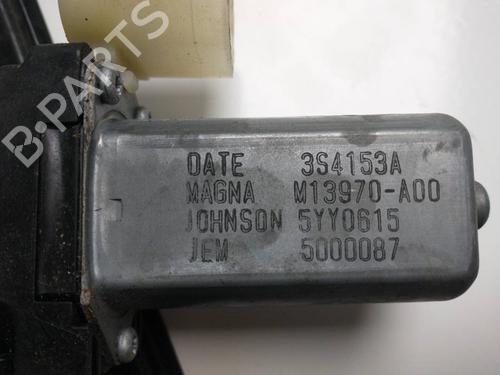 B-PARTS
DATE 3S4153A
MAGNA M13970-A00
JOHNSON 5YY0615
JEM 5000087